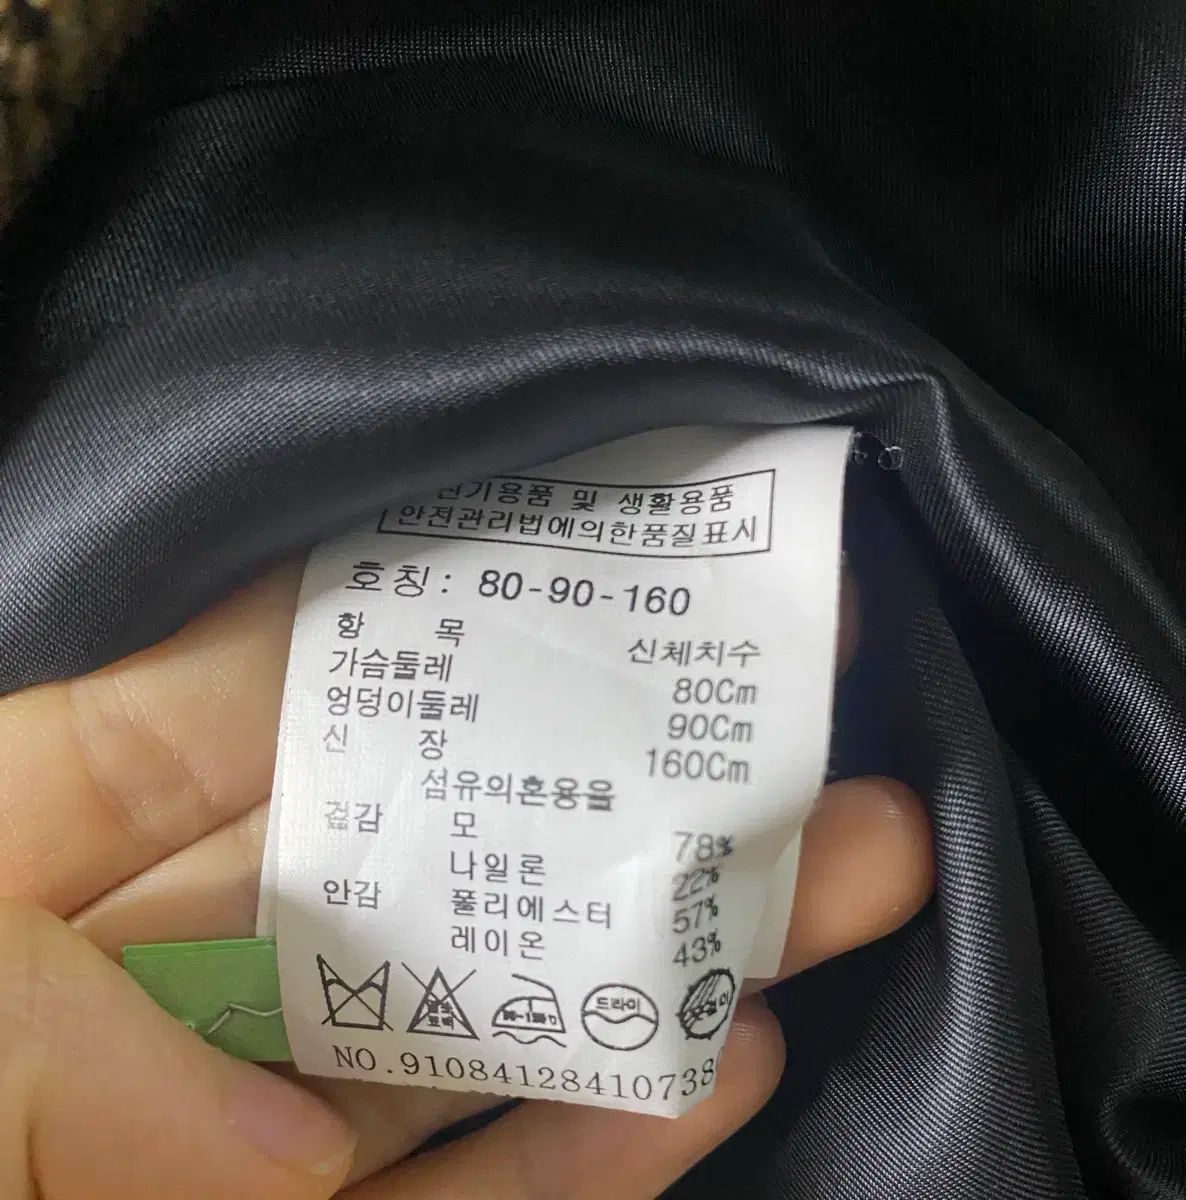 전기용품 및 생활용품
안전관리법에의한품질표시
호칭: 80-90-160
항 목 신체치수
가슴둘레 80Cm
엉덩이둘레 90Cm
신 장 160Cm
섬유의혼용율
겉감 모 78%
나일론 22%
안감 폴리에스터 57%
레이온 43%
드라이
NO.91084128410738